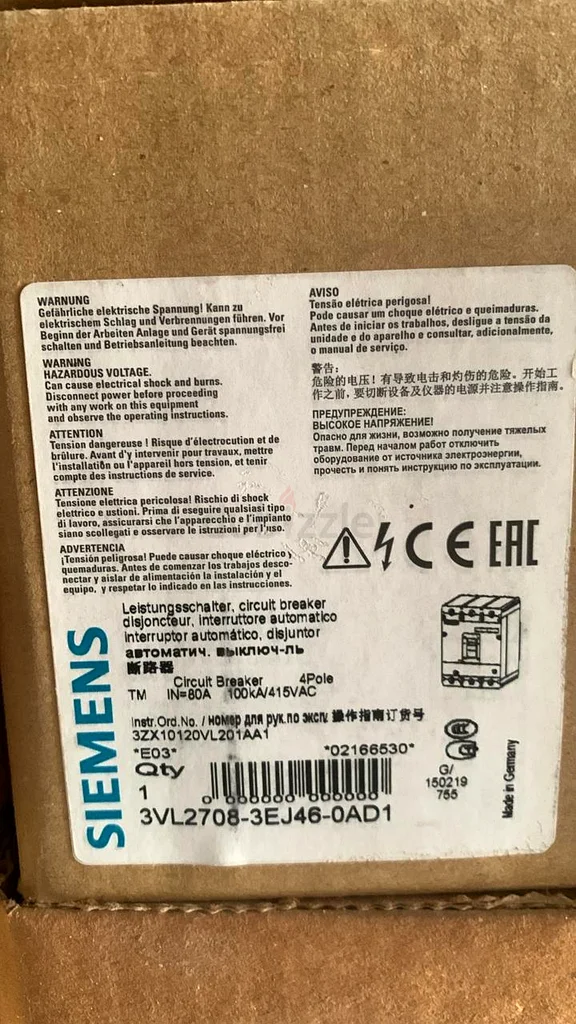 WARNUNG
Gefährliche elektrische Spannung! Kann zu
elektrischem Schlag und Verbrennungen führen. Vor
Beginn der Arbeiten Anlage und Gerät spannungsfrei
schalten und Betriebsanleitung beachten.
WARNING
HAZARDOUS VOLTAGE.
Can cause electrical shock and burns.
Disconnect power before proceeding
with any work on this equipment
and observe the operating instructions.
ATTENTION
Tension dangereuse ! Risque d'électrocution et de
brûlure. Avant d'y intervenir pour travaux, mettre
l'installation ou l'appareil hors tension, et tenir
compte des instructions de service.
ATTENZIONE
Tensione elettrica pericolosa! Rischio di shock
elettrico e ustioni. Prima di eseguire qualsiasi tipo
di lavoro, assicurarsi che l'apparecchio e l'impianto
siano scollegati e osservare le istruzioni per l'uso.
ADVERTENCIA
¡Tensión peligrosa! Puede causar choque eléctrico y
quemaduras. Antes de comenzar los trabajos desco-
nectar y aislar de alimentación la instalación y el
equipo, y respetar lo indicado en las instrucciones.
AVISO
Tensão elétrica perigosa!
Pode causar um choque elétrico e queimaduras.
Antes de iniciar os trabalhos, desligue a tensão da
unidade e do aparelho e consultar, adicionalmente,
o manual de serviço.
警告:
危险的电压! 有导致电击和灼伤的危险。开始工
作之前, 要切断设备及仪器的电源并注意操作指南。
ПРЕДУПРЕЖДЕНИЕ:
ВЫСОКОЕ НАПРЯЖЕНИЕ!
Опасно для жизни, возможно получение тяжелых
травм. Перед началом работ отключить
оборудование от источника электроэнергии,
прочесть и понять инструкцию по эксплуатации.
CE EAC
SIEMENS
Leistungsschalter, circuit breaker
disjoncteur, interruttore automatico
interruptor automático, disjuntor
автоматич. выключ-ль
断路器
Circuit Breaker 4Pole
TM IN=80A 100kA/415VAC
Instr.Ord.No. / номер для рук.по эксп/ 操作指南订货号
3ZX10120VL201AA1
*E03* *02166530*
Qty
1
0 000000 000000
3VL2708-3EJ46-0AD1
G/
150219
755
Made in Germany